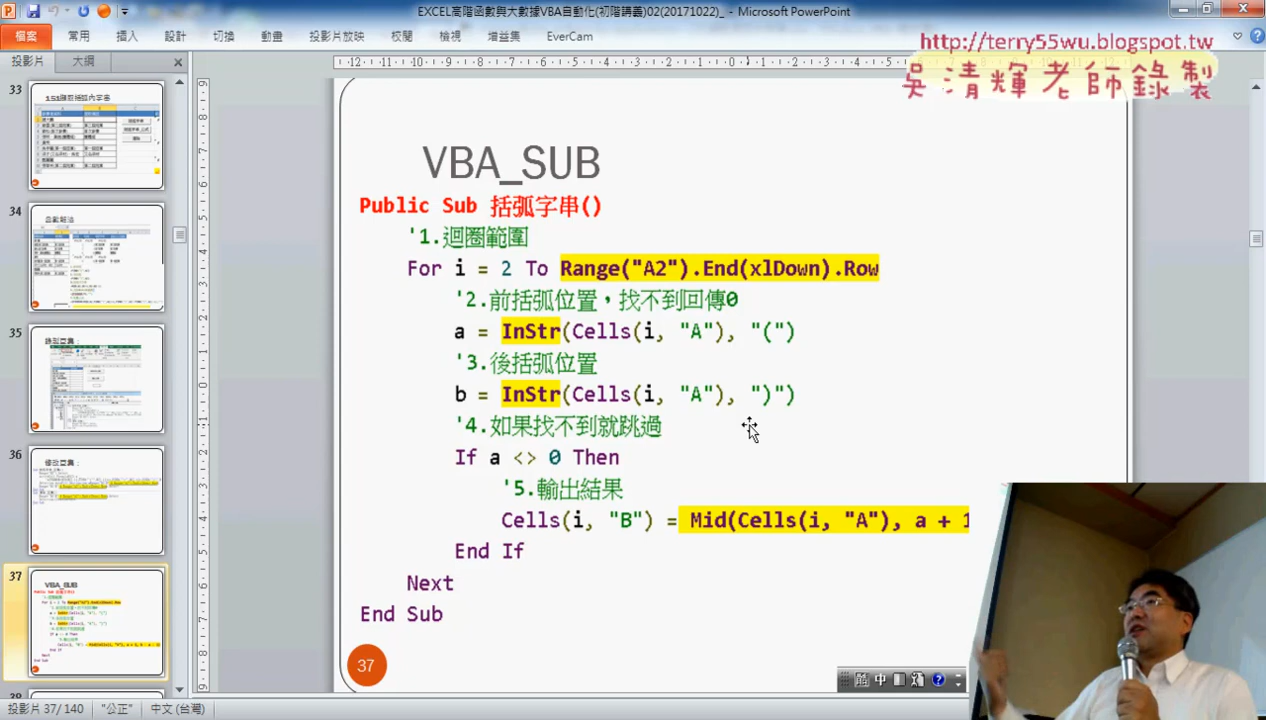 EXCEL高階函數與大數據VBA自動化(初階講義)02(20171022)_ - Microsoft PowerPoint
檔案 常用 插入 設計 切換 動畫 投影片放映 校閱 檢視 增益集 EverCam
http://terry55wu.blogspot.tw
吳清輝老師錄製
投影片 大綱
33
34
35
36
37
VBA_SUB
Public Sub 括弧字串()
'1.迴圈範圍
For i = 2 To Range("A2").End(xlDown).Row
'2.前括弧位置，找不到回傳0
a = InStr(Cells(i, "A"), "(")
'3.後括弧位置
b = InStr(Cells(i, "A"), ")")
'4.如果找不到就跳過
If a <> 0 Then
'5.輸出結果
Cells(i, "B") = Mid(Cells(i, "A"), a + 1
End If
Next
End Sub
37
投影片 37/140 "公正" 中文 (台灣)